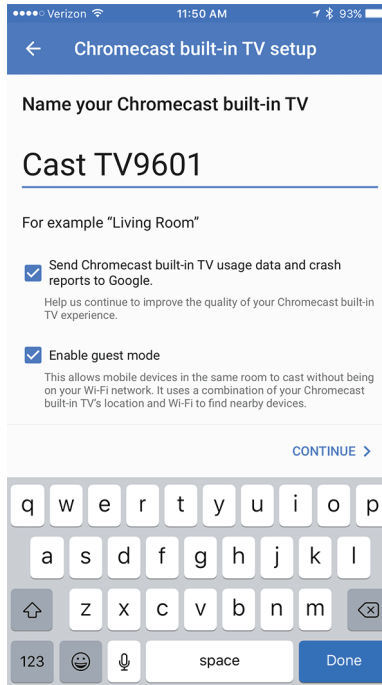 Verizon 11:50 AM 93%
Chromecast built-in TV setup
Name your Chromecast built-in TV
Cast TV9601
For example “Living Room”
Send Chromecast built-in TV usage data and crash
reports to Google.
Help us continue to improve the quality of your Chromecast built-in
TV experience.
Enable guest mode
This allows mobile devices in the same room to cast without being
on your Wi-Fi network. It uses a combination of your Chromecast
built-in TV’s location and Wi-Fi to find nearby devices.
CONTINUE
q w e r t y u i o p
a s d f g h j k l
z x c v b n m
123 space Done